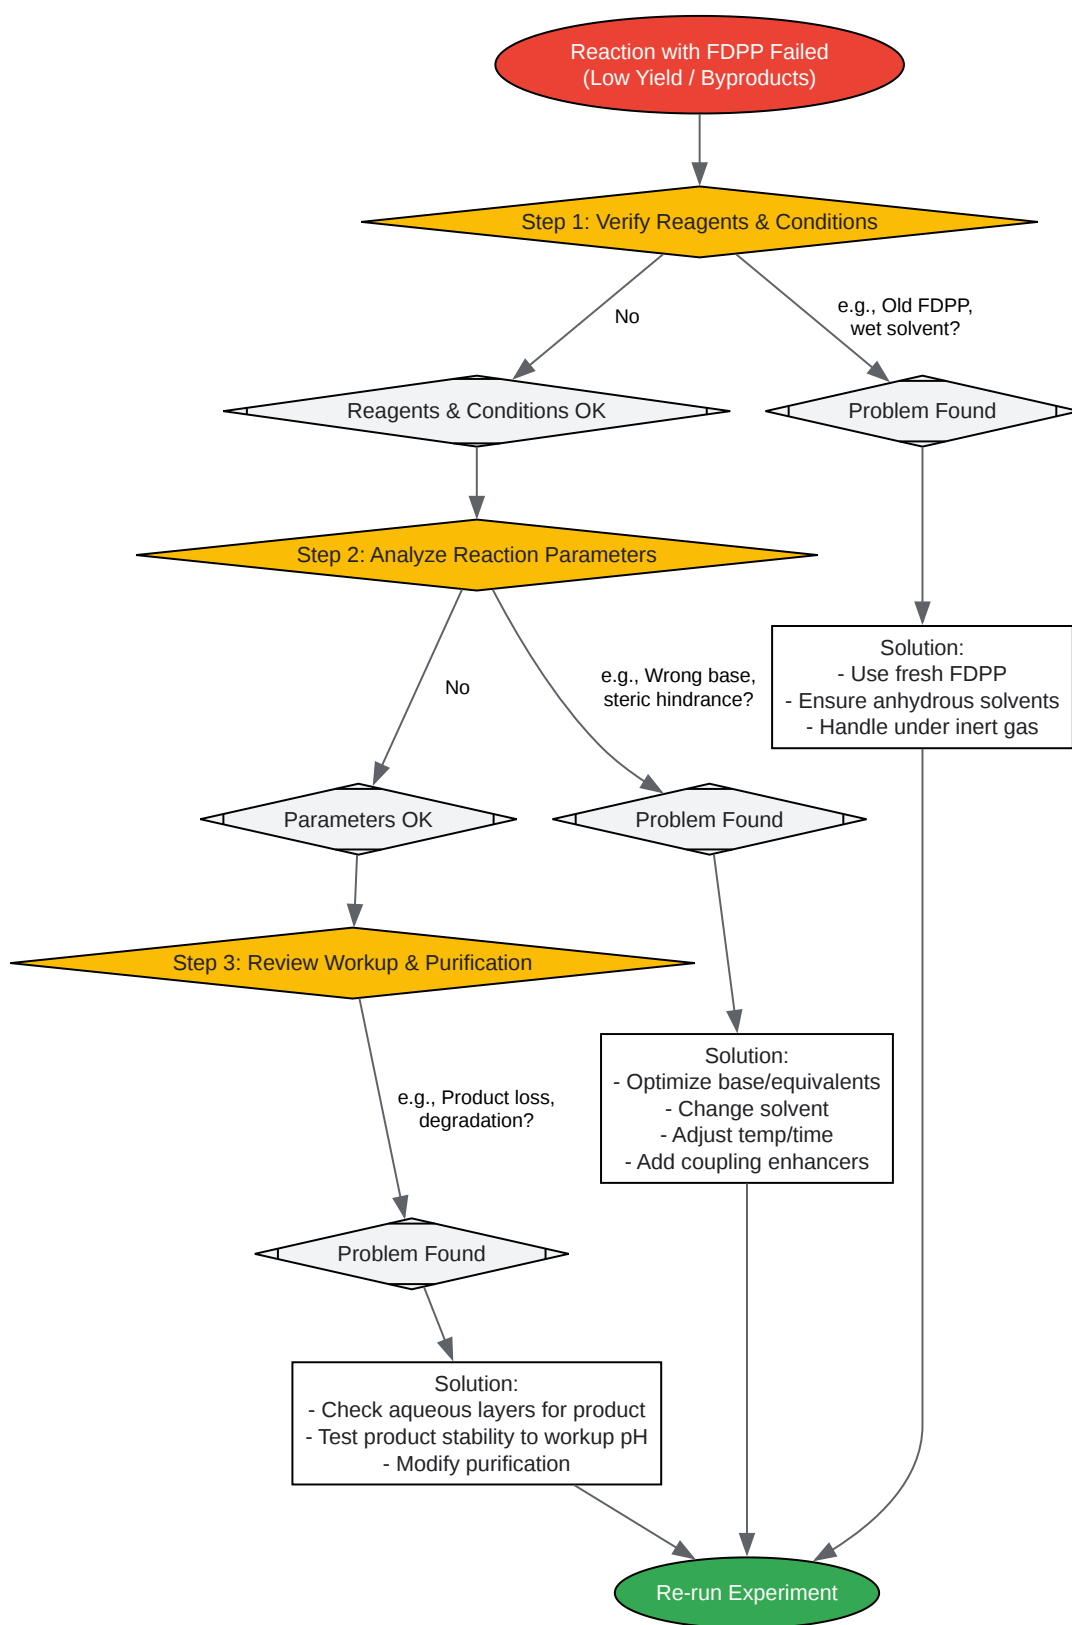 Reaction with FDPP Failed
(Low Yield / Byproducts)
Step 1: Verify Reagents & Conditions
No
e.g., Old FDPP,
wet solvent?
Reagents & Conditions OK
Problem Found
Step 2: Analyze Reaction Parameters
No
e.g., Wrong base,
steric hindrance?
Solution:
- Use fresh FDPP
- Ensure anhydrous solvents
- Handle under inert gas
Parameters OK
Problem Found
Step 3: Review Workup & Purification
e.g., Product loss,
degradation?
Solution:
- Optimize base/equivalents
- Change solvent
- Adjust temp/time
- Add coupling enhancers
Problem Found
Solution:
- Check aqueous layers for product
- Test product stability to workup pH
- Modify purification
Re-run Experiment